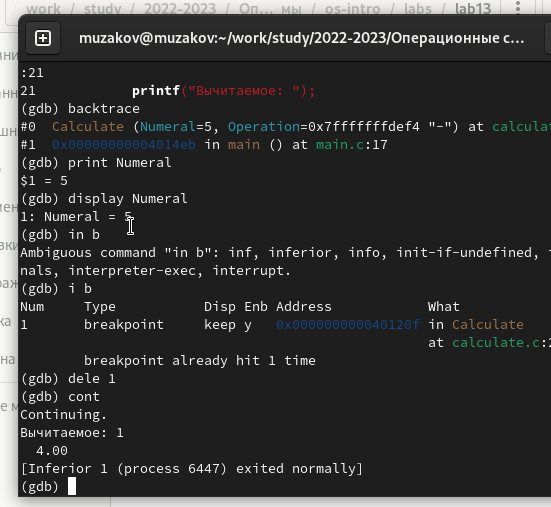 work / study / 2022-2023 / Оп... мы / os-intro / labs / lab13
muzakov@muzakov:~/work/study/2022-2023/Операционные с...
:21
21 printf("Вычитаемое: ");
(gdb) backtrace
#0 Calculate (Numeral=5, Operation=0x7fffffffdef4 "-") at calculat
#1 0x00000000004014eb in main () at main.c:17
(gdb) print Numeral
$1 = 5
(gdb) display Numeral
1: Numeral = 5
(gdb) in b
Ambiguous command "in b": inf, inferior, info, init-if-undefined,
nals, interpreter-exec, interrupt.
(gdb) i b
Num Type Disp Enb Address What
1 breakpoint keep y 0x000000000040120f in Calculate
at calculate.c:2
breakpoint already hit 1 time
(gdb) dele 1
(gdb) cont
Continuing.
Вычитаемое: 1
4.00
[Inferior 1 (process 6447) exited normally]
(gdb)